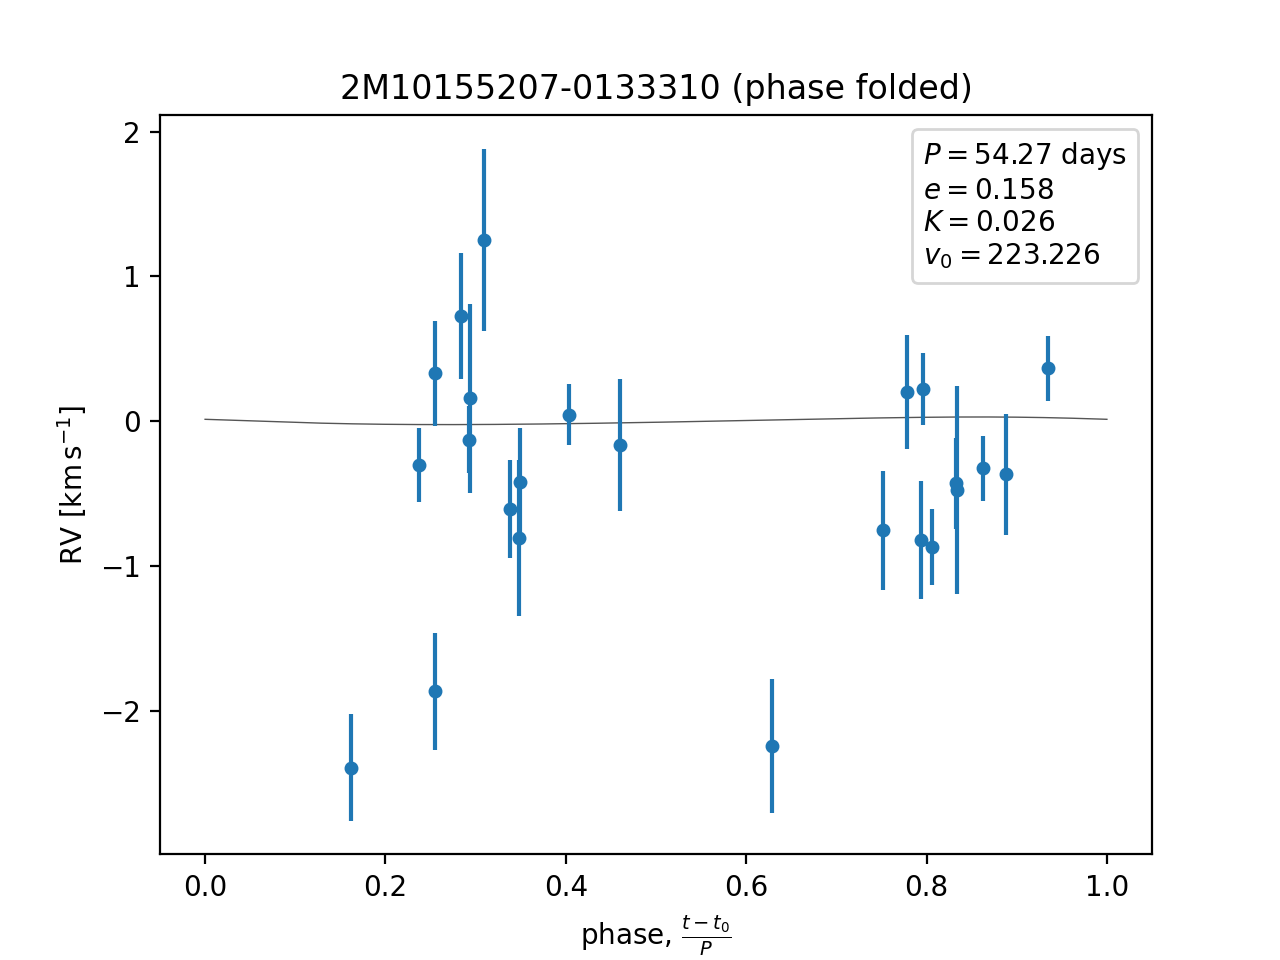 2M10155207-0133310 (phase folded)
P = 54.27 days
e = 0.158
K = 0.026
v₀ = 223.226
RV [km s⁻¹]
2
1
0
−1
−2
0.0 0.2 0.4 0.6 0.8 1.0
phase, (t − t₀)/P